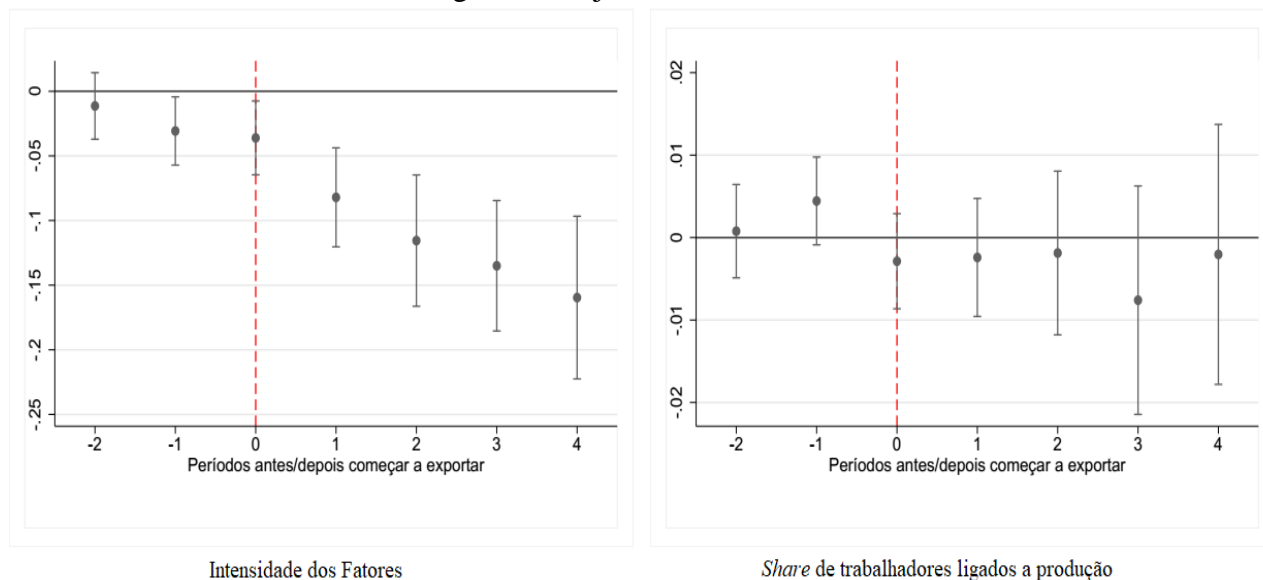 0
-.05
-.1
-.15
-.2
-.25
-2 -1 0 1 2 3 4
Períodos antes/depois começar a exportar
Intensidade dos Fatores
.02
.01
0
-.01
-.02
-2 -1 0 1 2 3 4
Períodos antes/depois começar a exportar
Share de trabalhadores ligados a produção